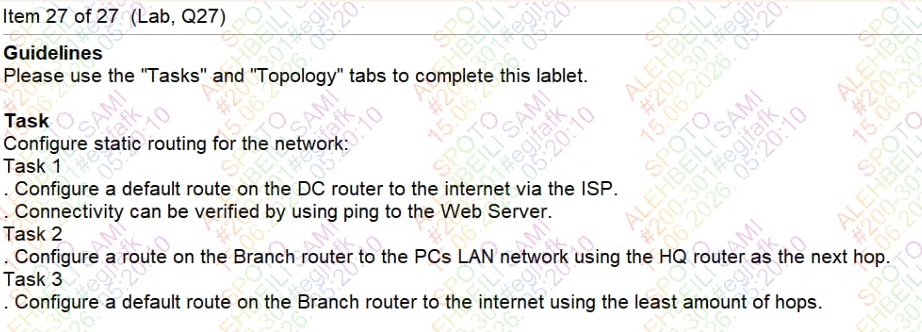 Item 27 of 27  (Lab, Q27)
Guidelines
Please use the "Tasks" and "Topology" tabs to complete this lablet.
Task
Configure static routing for the network:
Task 1
. Configure a default route on the DC router to the internet via the ISP.
. Connectivity can be verified by using ping to the Web Server.
Task 2
. Configure a route on the Branch router to the PCs LAN network using the HQ router as the next hop.
Task 3
. Configure a default route on the Branch router to the internet using the least amount of hops.